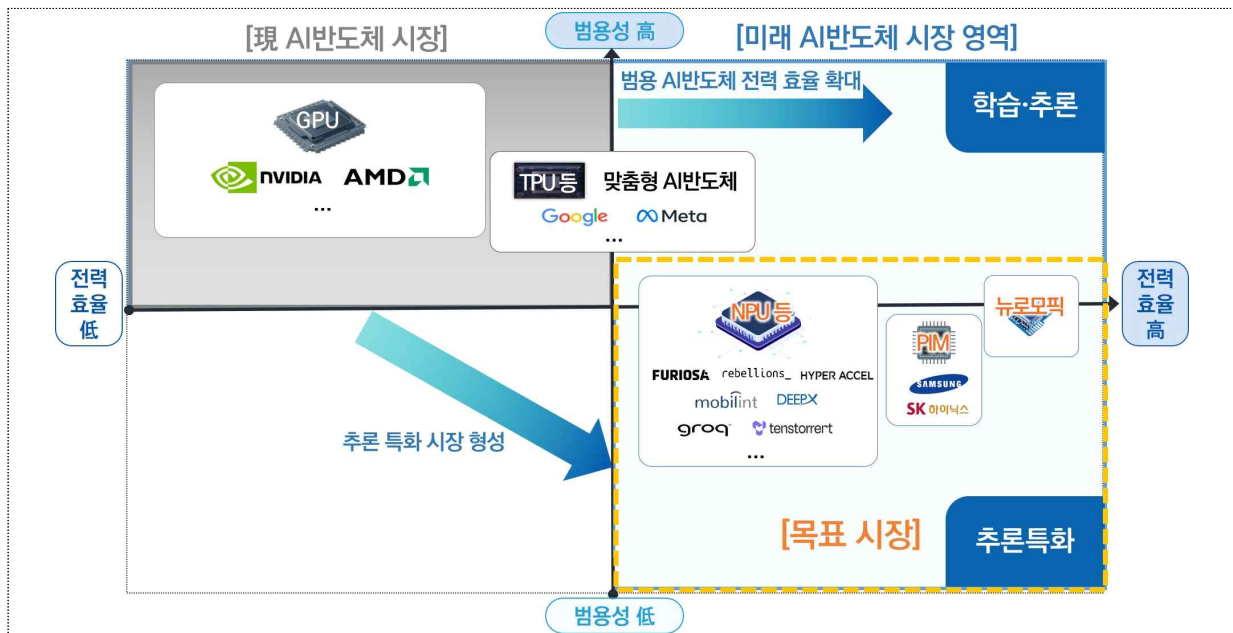 [現 AI반도체 시장]
범용성 高
[미래 AI반도체 시장 영역]
범용 AI반도체 전력 효율 확대
학습·추론
GPU
NVIDIA
AMD
...
TPU 등
맞춤형 AI반도체
Google
Meta
...
전력
효율
低
전력
효율
高
NPU 등
FURIOSA
rebellions_
HYPER ACCEL
mobilint
DEEPX
groq
tenstorrent
...
PIM
SAMSUNG
SK 하이닉스
뉴로모픽
추론 특화 시장 형성
[목표 시장]
추론특화
범용성 低